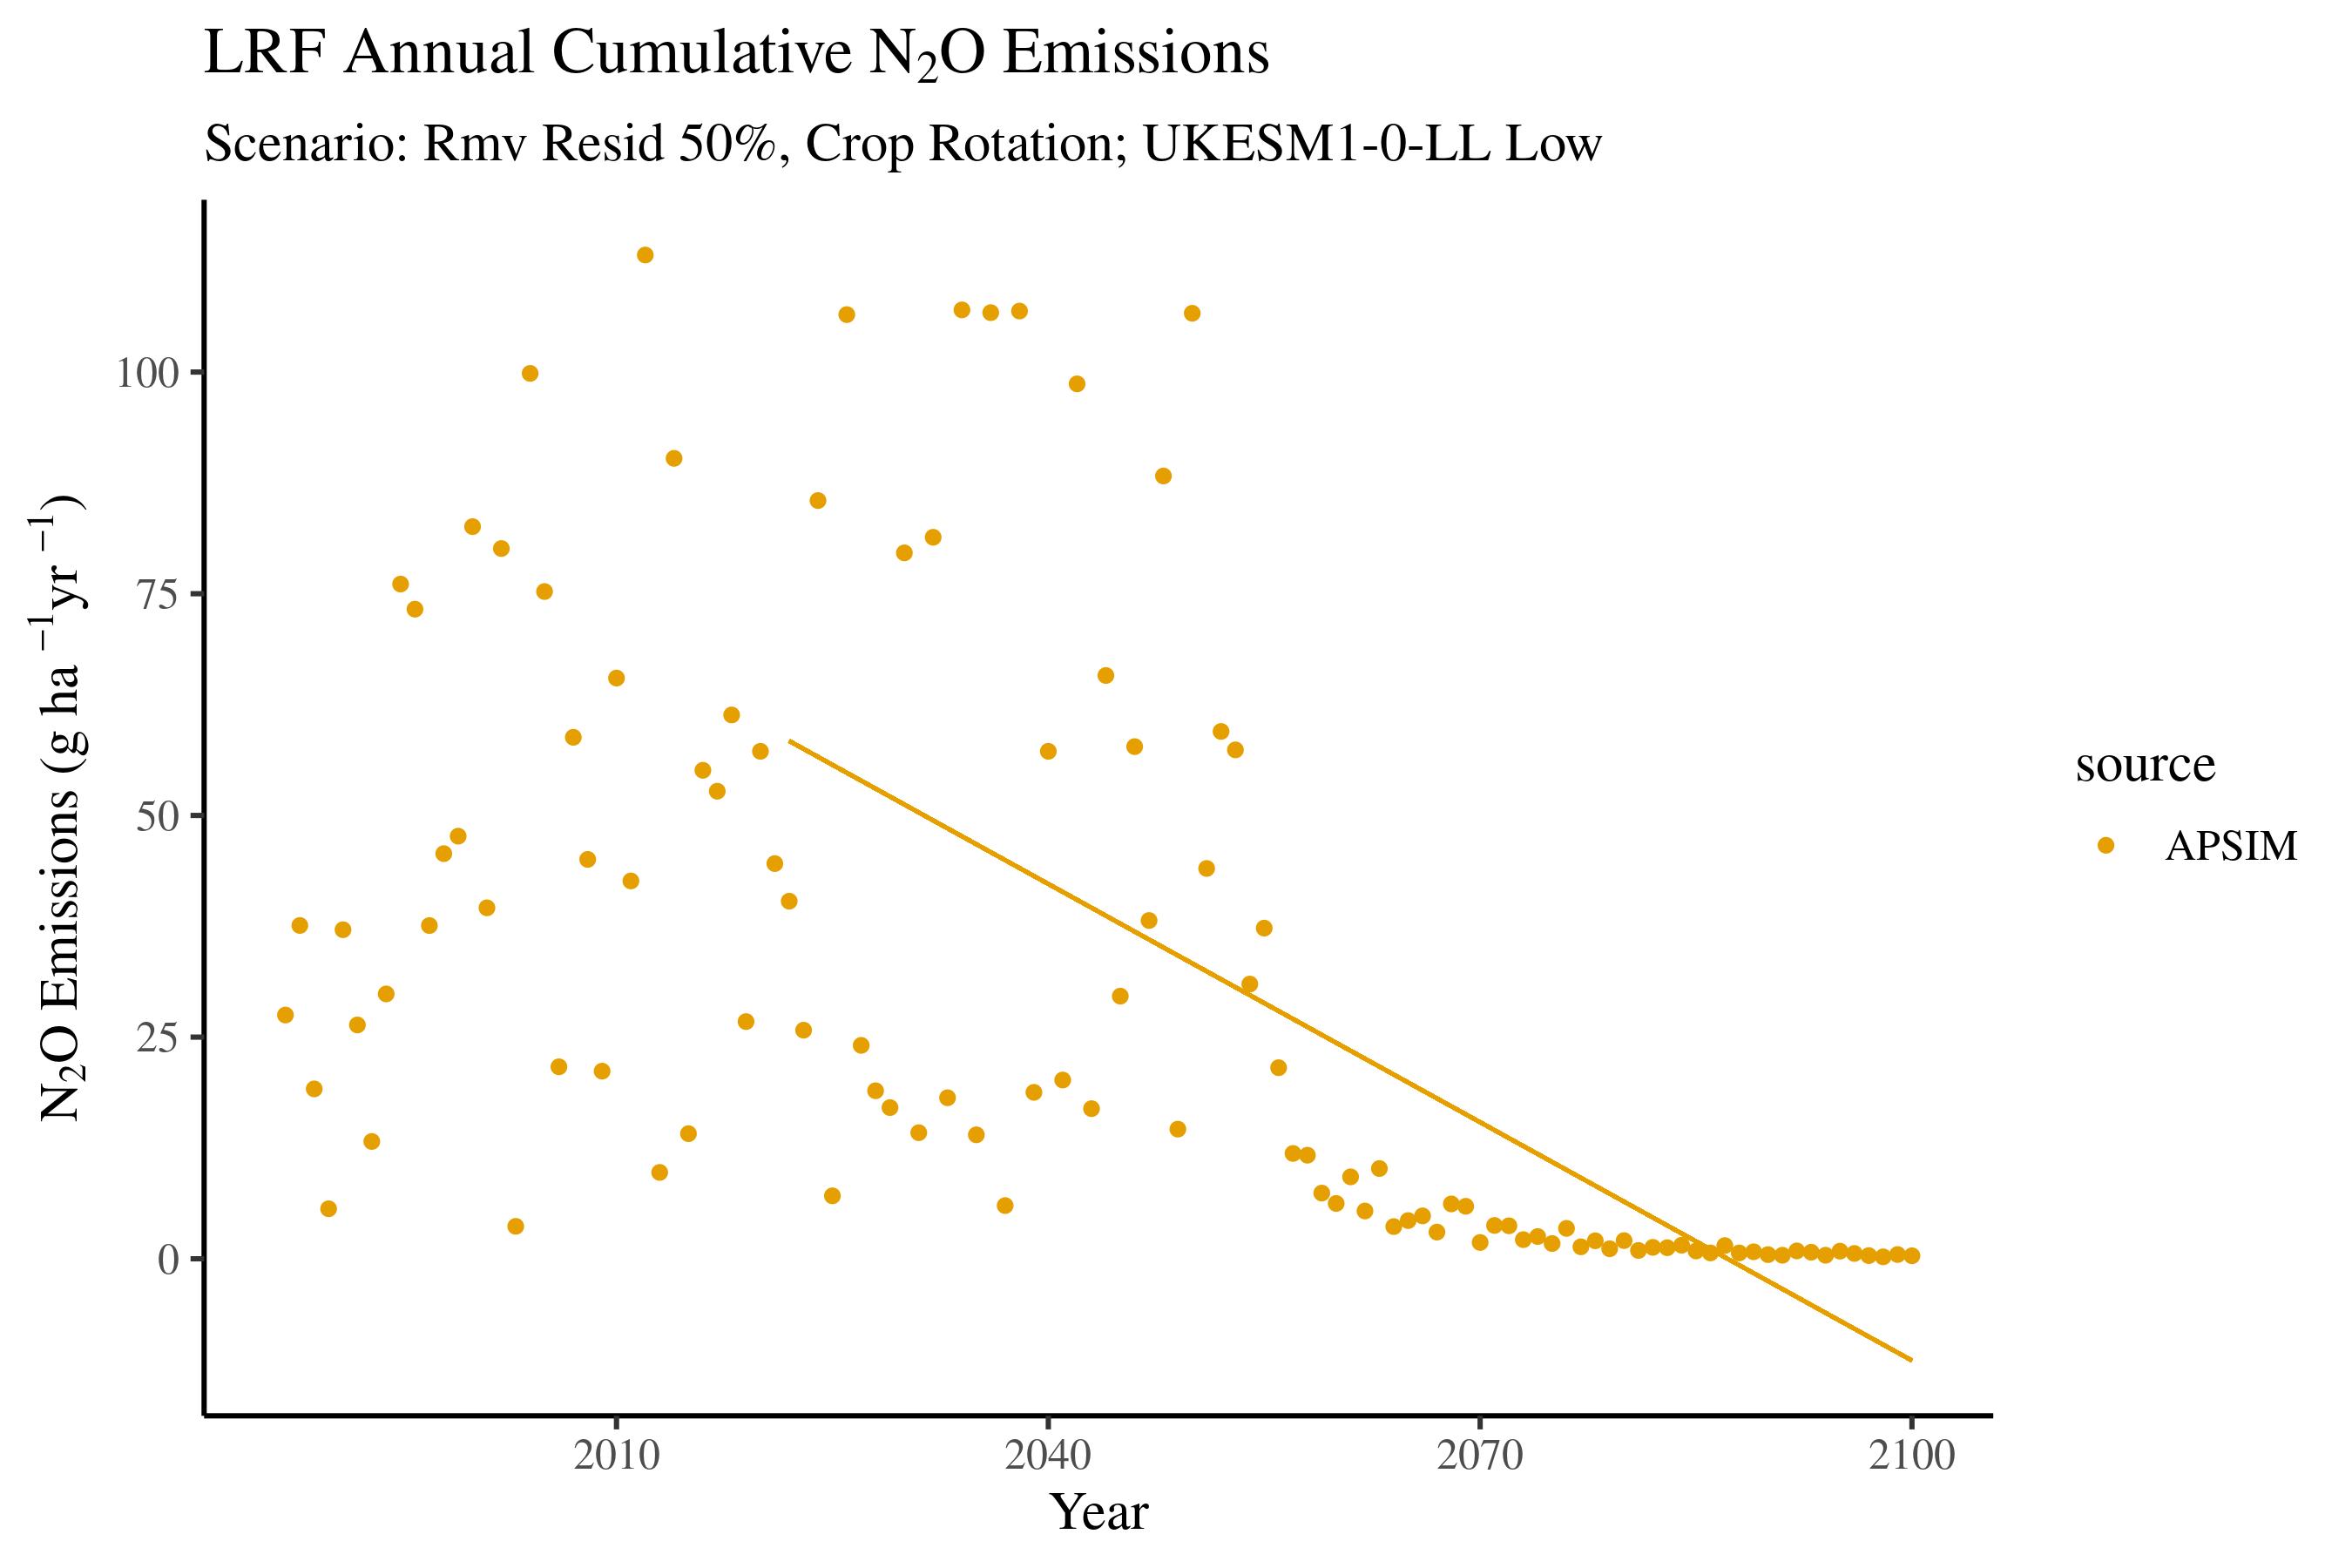 LRF Annual Cumulative N₂O Emissions
Scenario: Rmv Resid 50%, Crop Rotation; UKESM1-0-LL Low
N₂O Emissions (g ha⁻¹yr⁻¹)
100
75
50
25
0
2010 2040 2070 2100
Year
source
APSIM